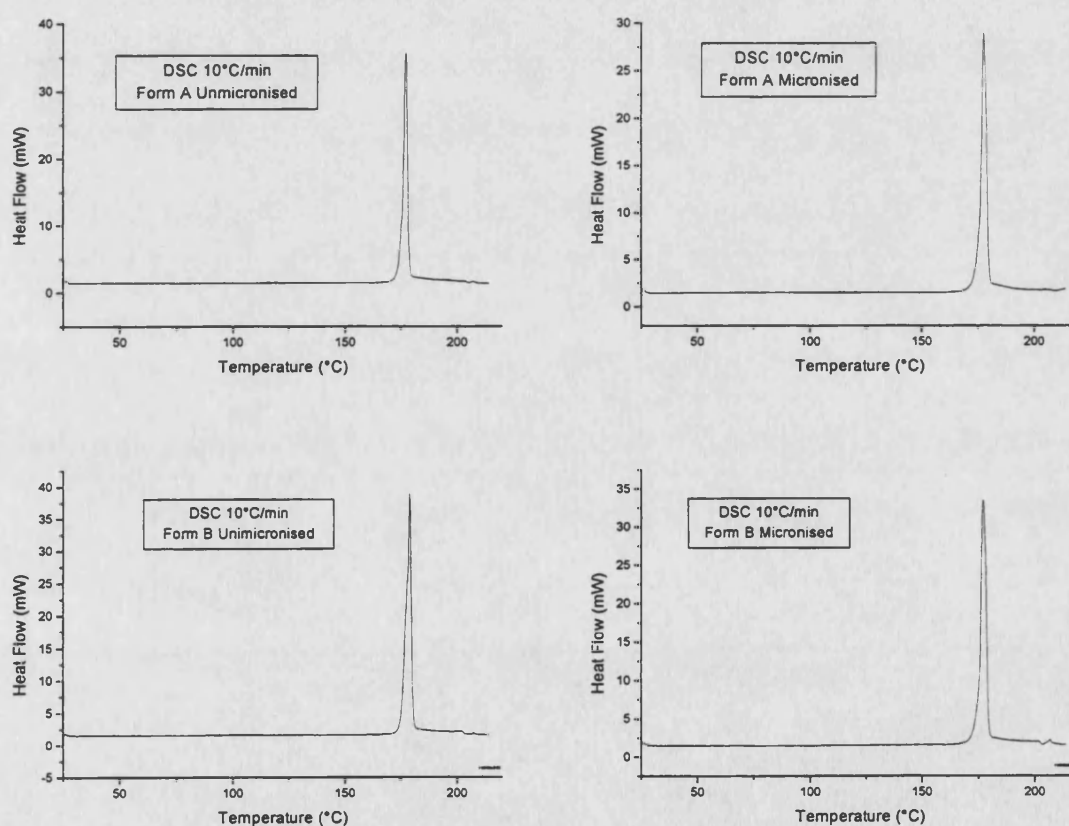 DSC 10°C/min
Form A Unmicronised
Heat Flow (mW)
40
30
20
10
0
50
100
150
200
Temperature (°C)
DSC 10°C/min
Form A Micronised
Heat Flow (mW)
30
25
20
15
10
5
0
50
100
150
200
Temperature (°C)
DSC 10°C/min
Form B Unimicronised
Heat Flow (mW)
40
35
30
25
20
15
10
5
0
-5
50
100
150
200
Temperature (°C)
DSC 10°C/min
Form B Micronised
Heat Flow (mW)
35
30
25
20
15
10
5
0
50
100
150
200
Temperature (°C)